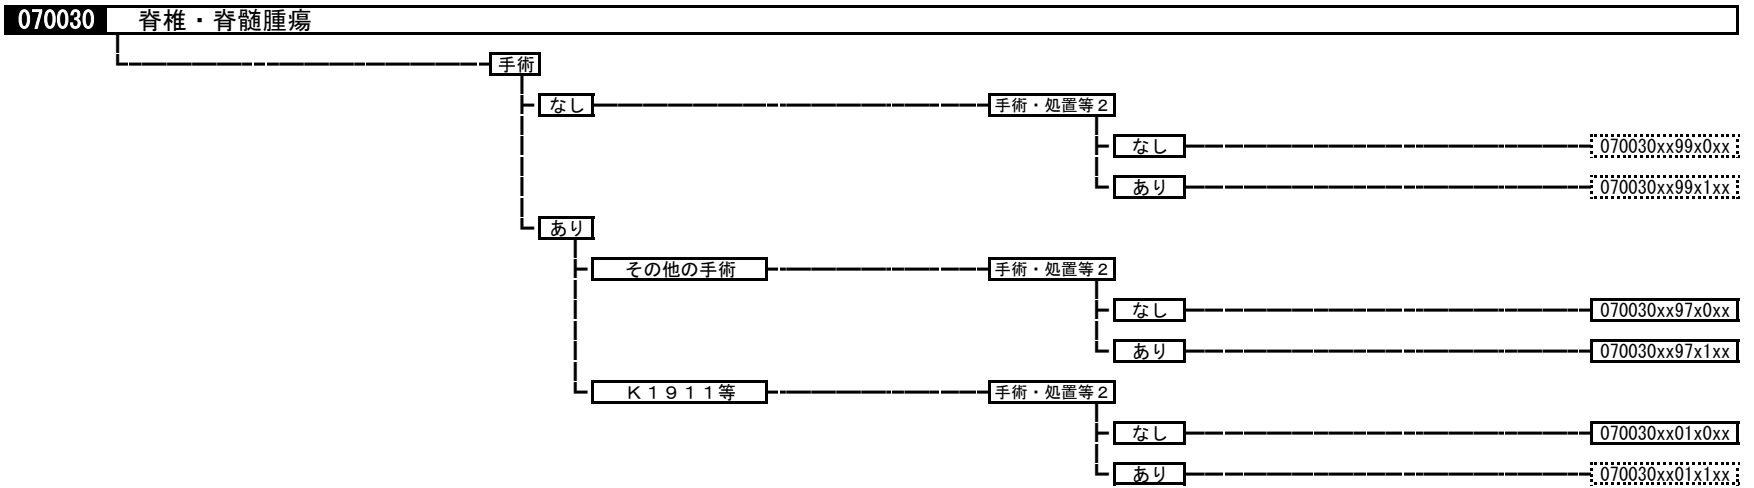 070030 脊椎・脊髄腫瘍
手術
なし 手術・処置等２
なし 070030xx99x0xx
あり 070030xx99x1xx
あり
その他の手術 手術・処置等２
なし 070030xx97x0xx
あり 070030xx97x1xx
Ｋ１９１１等 手術・処置等２
なし 070030xx01x0xx
あり 070030xx01x1xx